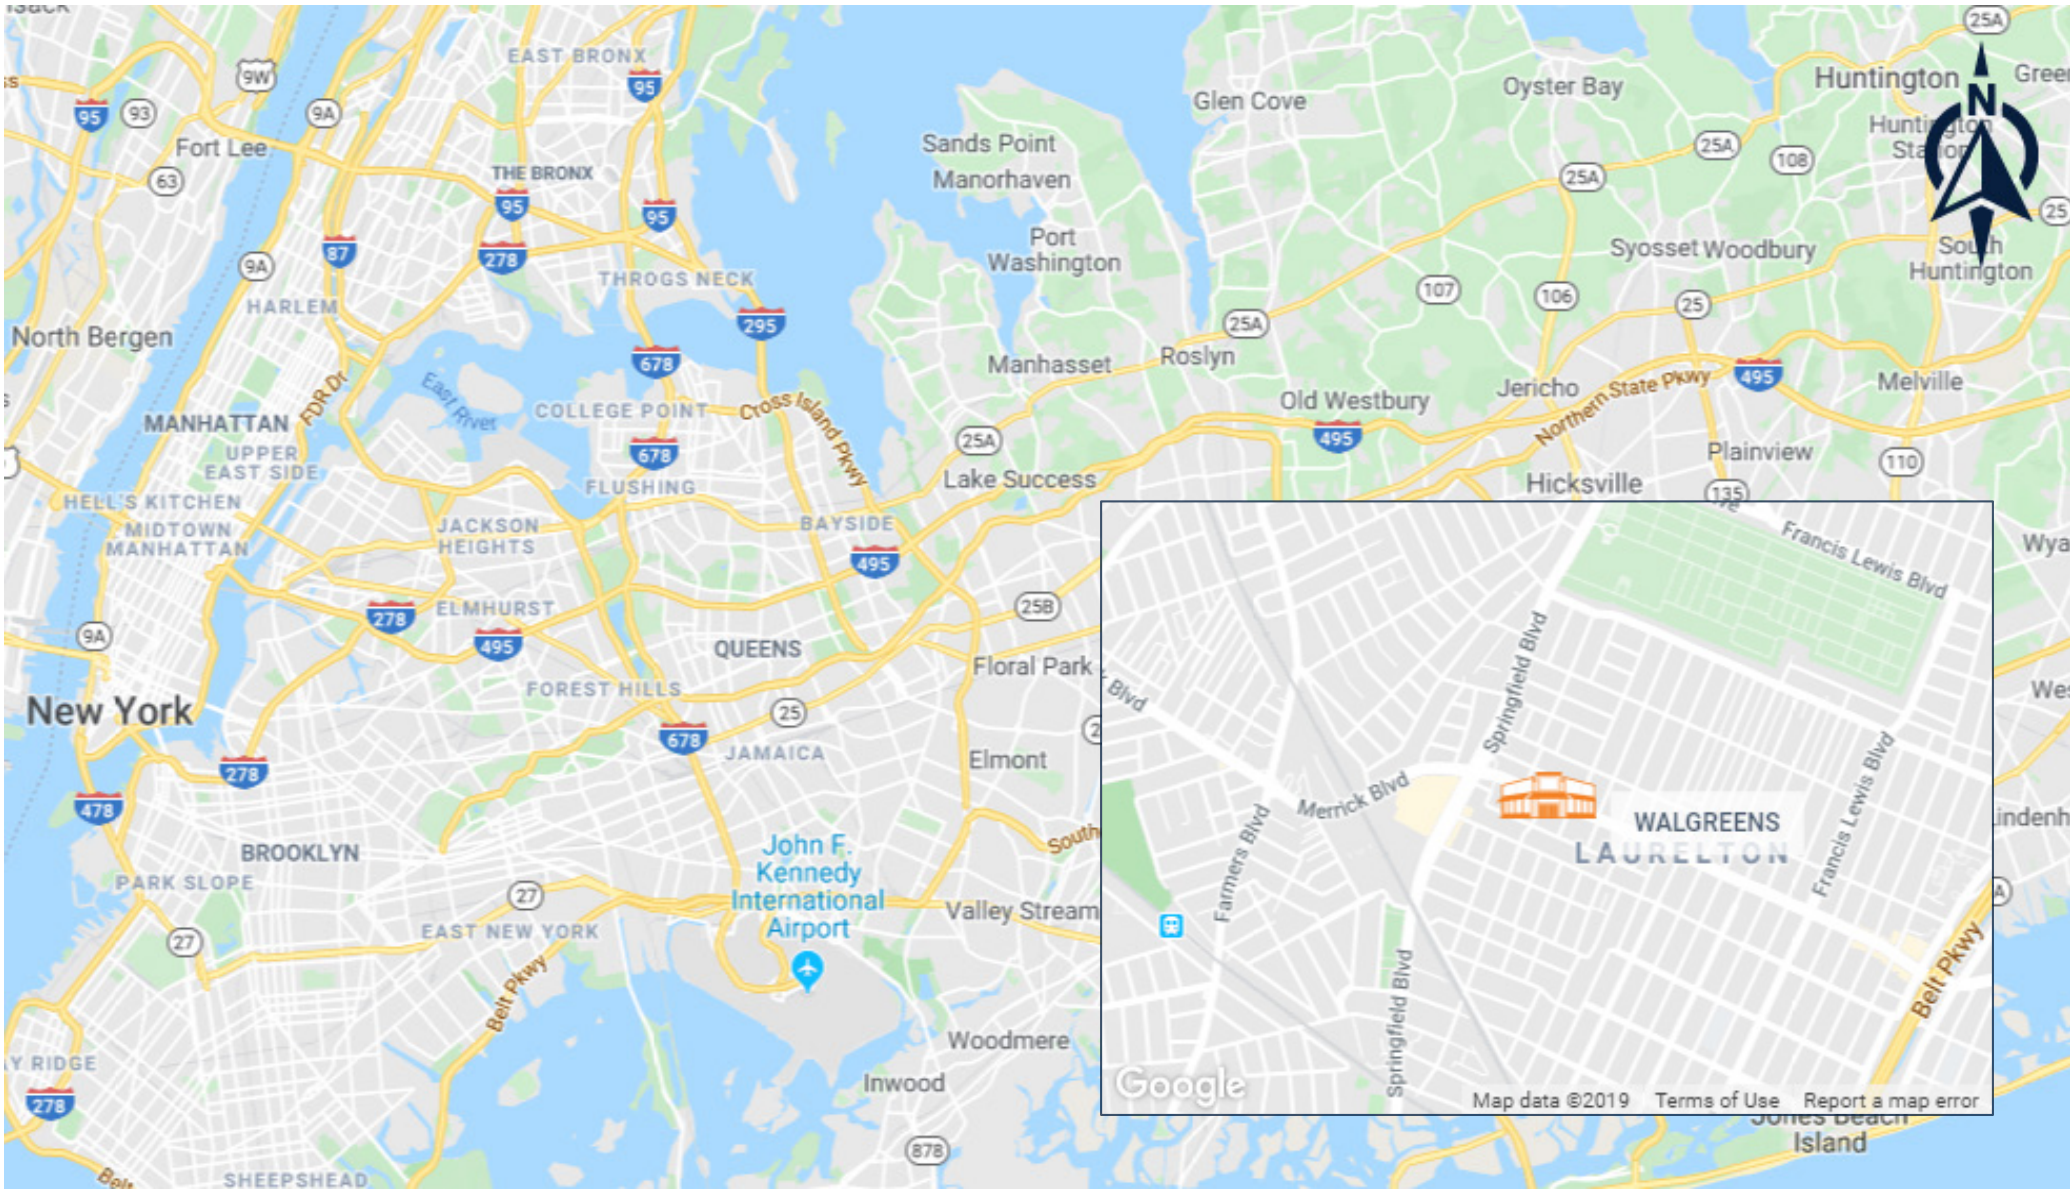 25A
EAST BRONX
9W
95
Huntington
95
93
9A
Glen Cove
Oyster Bay
N
Fort Lee
Sands Point
Huntington
Station
25A
108
63
THE BRONX
Manorhaven
25A
95
95
25
87
278
Port
Washington
Syosset
Woodbury
South
Huntington
9A
THROGS NECK
HARLEM
107
106
25
North Bergen
295
25A
678
Manhasset
Roslyn
East River
FDR Dr
Jericho
Northern State Pkwy
495
Melville
MANHATTAN
COLLEGE POINT
Cross Island Pkwy
Old Westbury
UPPER
EAST SIDE
678
25A
495
Plainview
110
FLUSHING
Lake Success
Hicksville
135
HELL'S KITCHEN
MIDTOWN
MANHATTAN
JACKSON
HEIGHTS
BAYSIDE
495
278
ELMHURST
25B
9A
495
QUEENS
Floral Park
FOREST HILLS
New York
25
678
JAMAICA
Elmont
278
478
BROOKLYN
John F.
Kennedy
International
Airport
PARK SLOPE
27
Valley Stream
27
EAST NEW YORK
Belt Pkwy
Woodmere
Inwood
278
878
SHEEPSHEAD
Jones Beach
Island
Francis Lewis Blvd
Springfield Blvd
Blvd
Merrick Blvd
Farmers Blvd
WALGREENS
LAURELTON
Francis Lewis Blvd
Springfield Blvd
Belt Pkwy
Google
Map data ©2019
Terms of Use
Report a map error